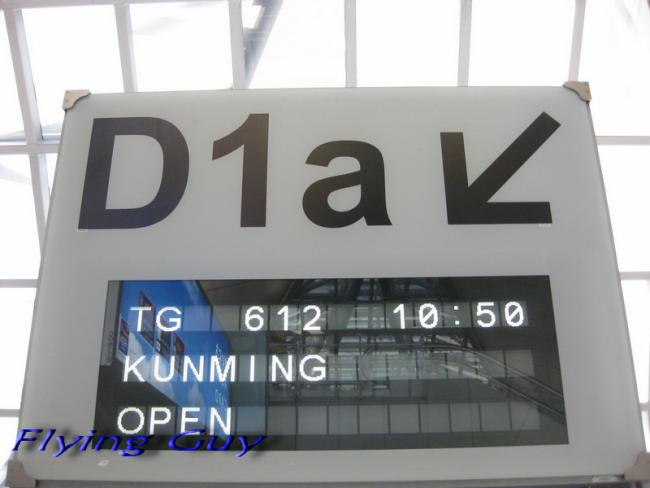 D1a
TG 612 10:50
KUNMING
OPEN
Flying Guy